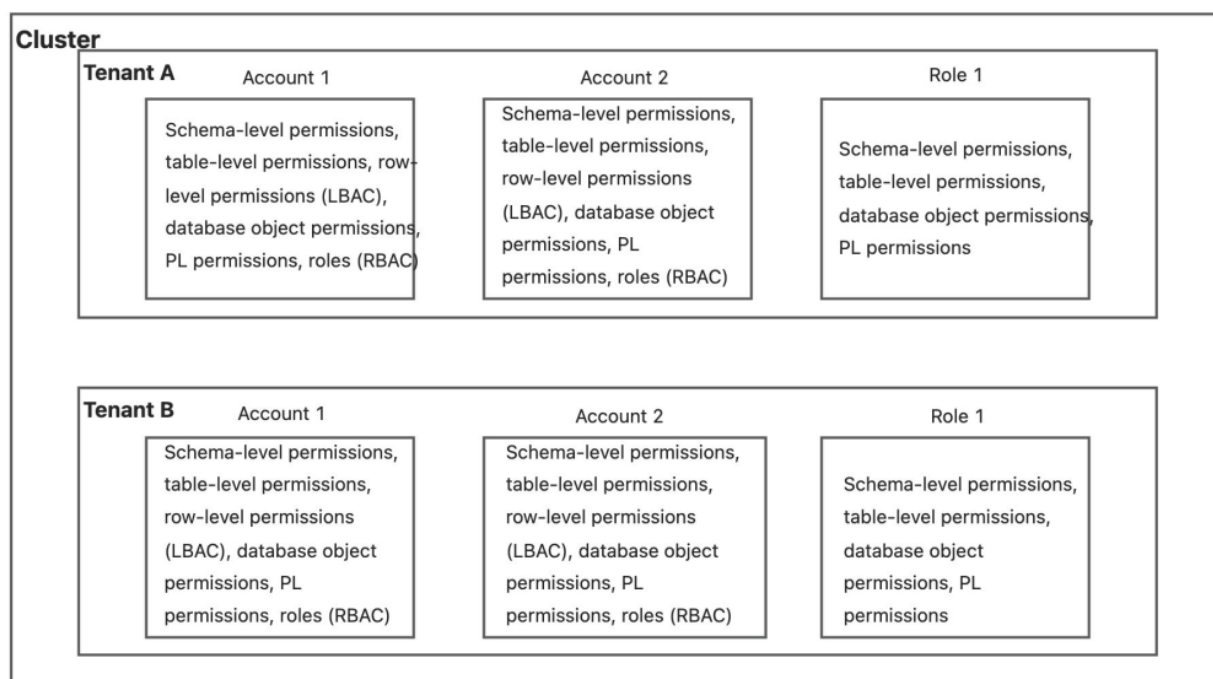 Cluster
Tenant A
Account 1
Account 2
Role 1
Schema-level permissions,
table-level permissions, row-
level permissions (LBAC),
database object permissions,
PL permissions, roles (RBAC)
Schema-level permissions,
table-level permissions,
row-level permissions
(LBAC), database object
permissions, PL
permissions, roles (RBAC)
Schema-level permissions,
table-level permissions,
database object permissions,
PL permissions
Tenant B
Account 1
Account 2
Role 1
Schema-level permissions,
table-level permissions,
row-level permissions
(LBAC), database object
permissions, PL
permissions, roles (RBAC)
Schema-level permissions,
table-level permissions,
row-level permissions
(LBAC), database object
permissions, PL
permissions, roles (RBAC)
Schema-level permissions,
table-level permissions,
database object
permissions, PL
permissions